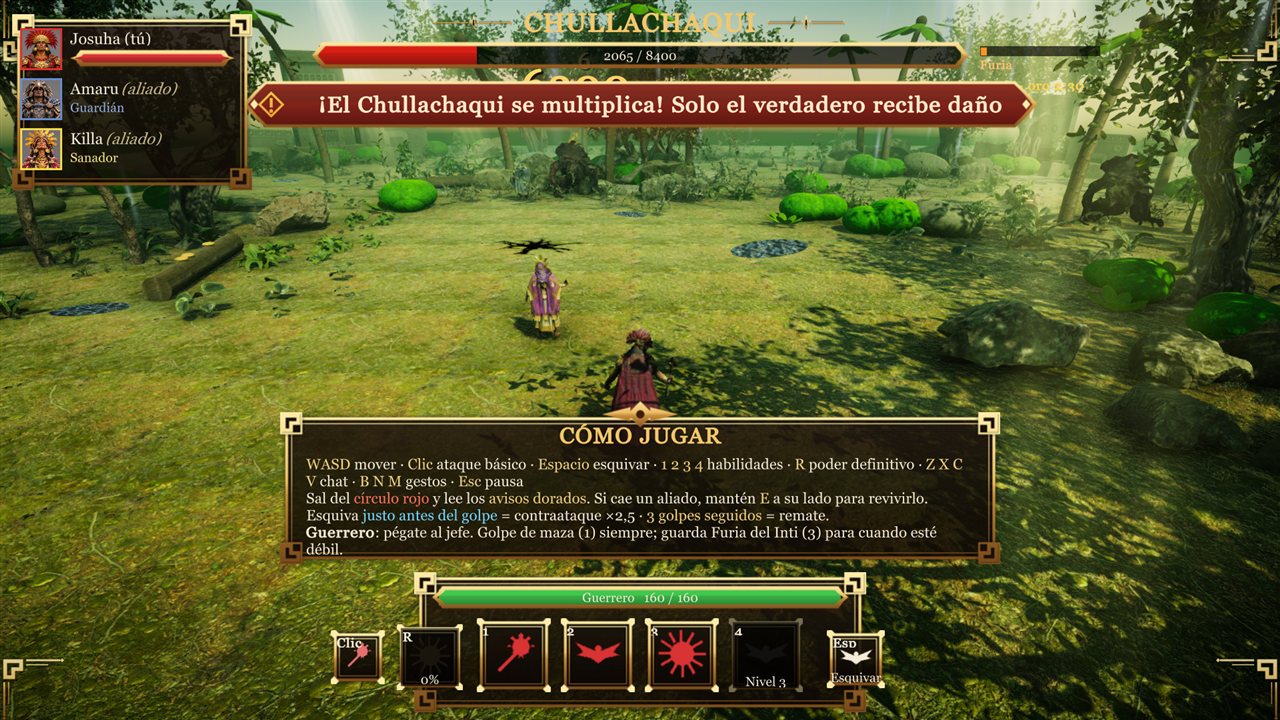 CHULLACHAQUI
Josuha (tú)
2065 / 8400
Furia
Amaru (aliado)
Guardián
¡El Chullachaqui se multiplica! Solo el verdadero recibe daño
Killa (aliado)
Sanador
CÓMO JUGAR
WASD mover · Clic ataque básico · Espacio esquivar · 1 2 3 4 habilidades · R poder definitivo · Z X C
V chat · B N M gestos · Esc pausa
Sal del círculo rojo y lee los avisos dorados. Si cae un aliado, mantén E a su lado para revivirlo.
Esquiva justo antes del golpe = contraataque ×2,5 · 3 golpes seguidos = remate.
Guerrero: pégate al jefe. Golpe de maza (1) siempre; guarda Furia del Inti (3) para cuando esté
débil.
Guerrero 160 / 160
Clic
R
0%
1
2
3
4
Nivel 3
Esp
Esquivar